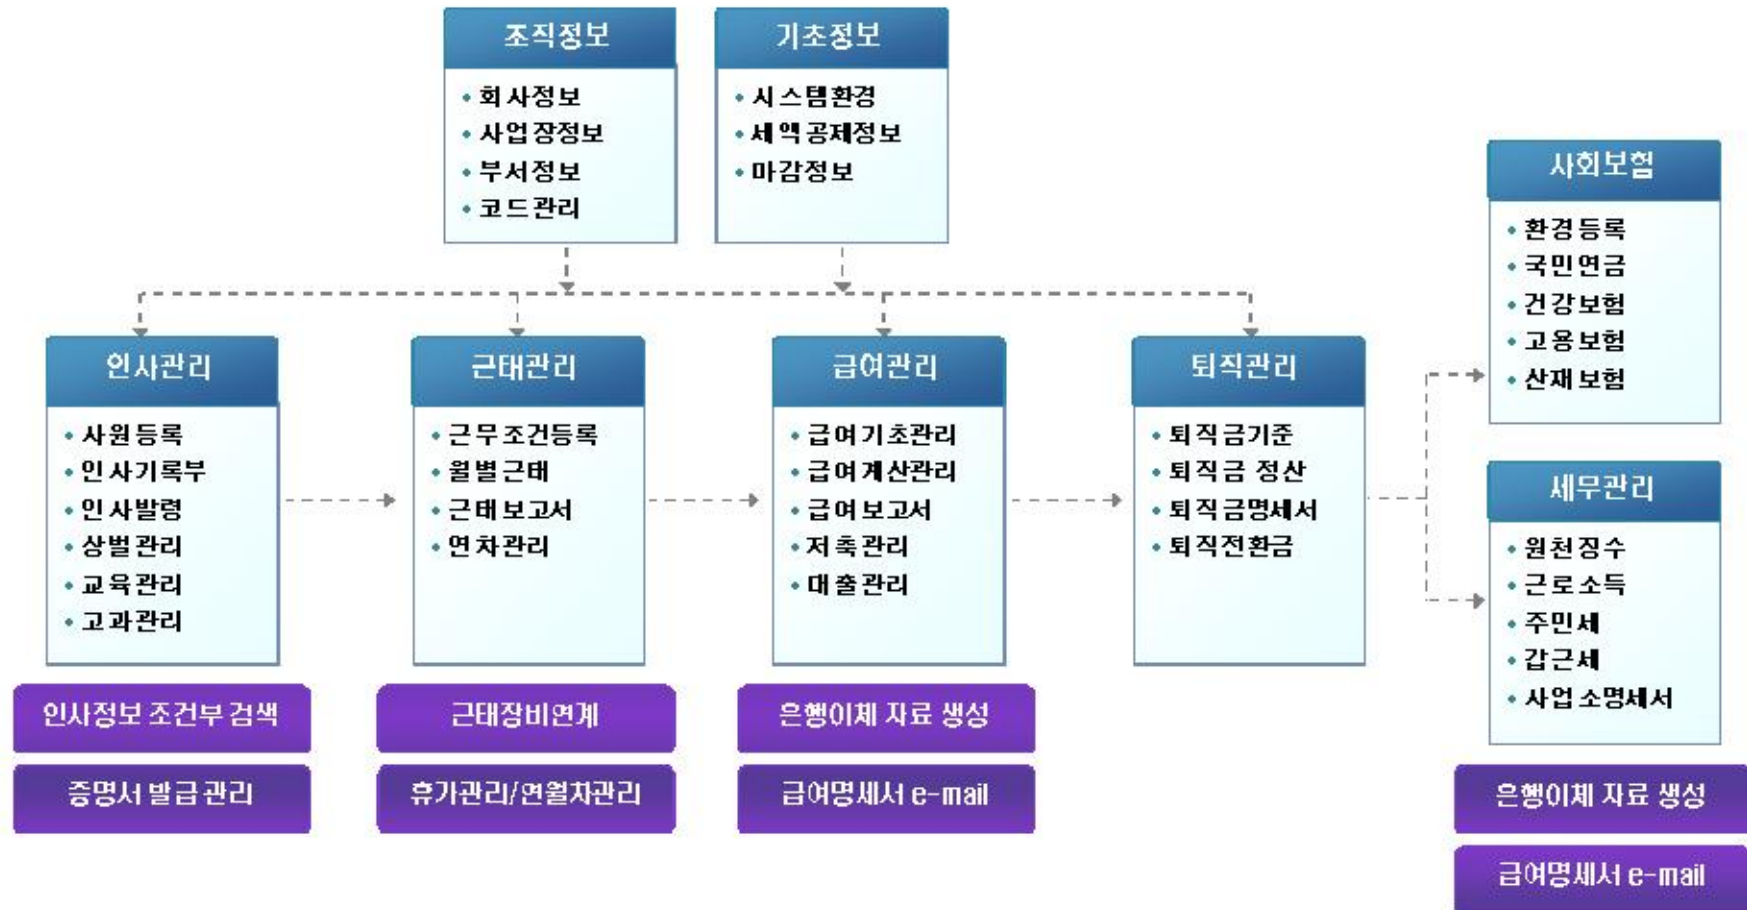 조직정보
• 회사정보
• 사업장정보
• 부서정보
• 코드관리
기초정보
• 시스템환경
• 세액공제정보
• 마감정보
인사관리
• 사원등록
• 인사기록부
• 인사발령
• 상벌관리
• 교육관리
• 고과관리
인사정보 조건부 검색
증명서 발급관리
근태관리
• 근무조건등록
• 월별근태
• 근태보고서
• 연차관리
근태장비연계
휴가관리/연월차관리
급여관리
• 급여기초관리
• 급여계산관리
• 급여보고서
• 저축관리
• 대출관리
은행이체 자료 생성
급여명세서 e-mail
퇴직관리
• 퇴직금기준
• 퇴직금 정산
• 퇴직금명세서
• 퇴직전환금
사회보험
• 환경등록
• 국민연금
• 건강보험
• 고용보험
• 산재보험
세무관리
• 원천징수
• 근로소득
• 주민세
• 갑근세
• 사업소명세서
은행이체 자료 생성
급여명세서 e-mail